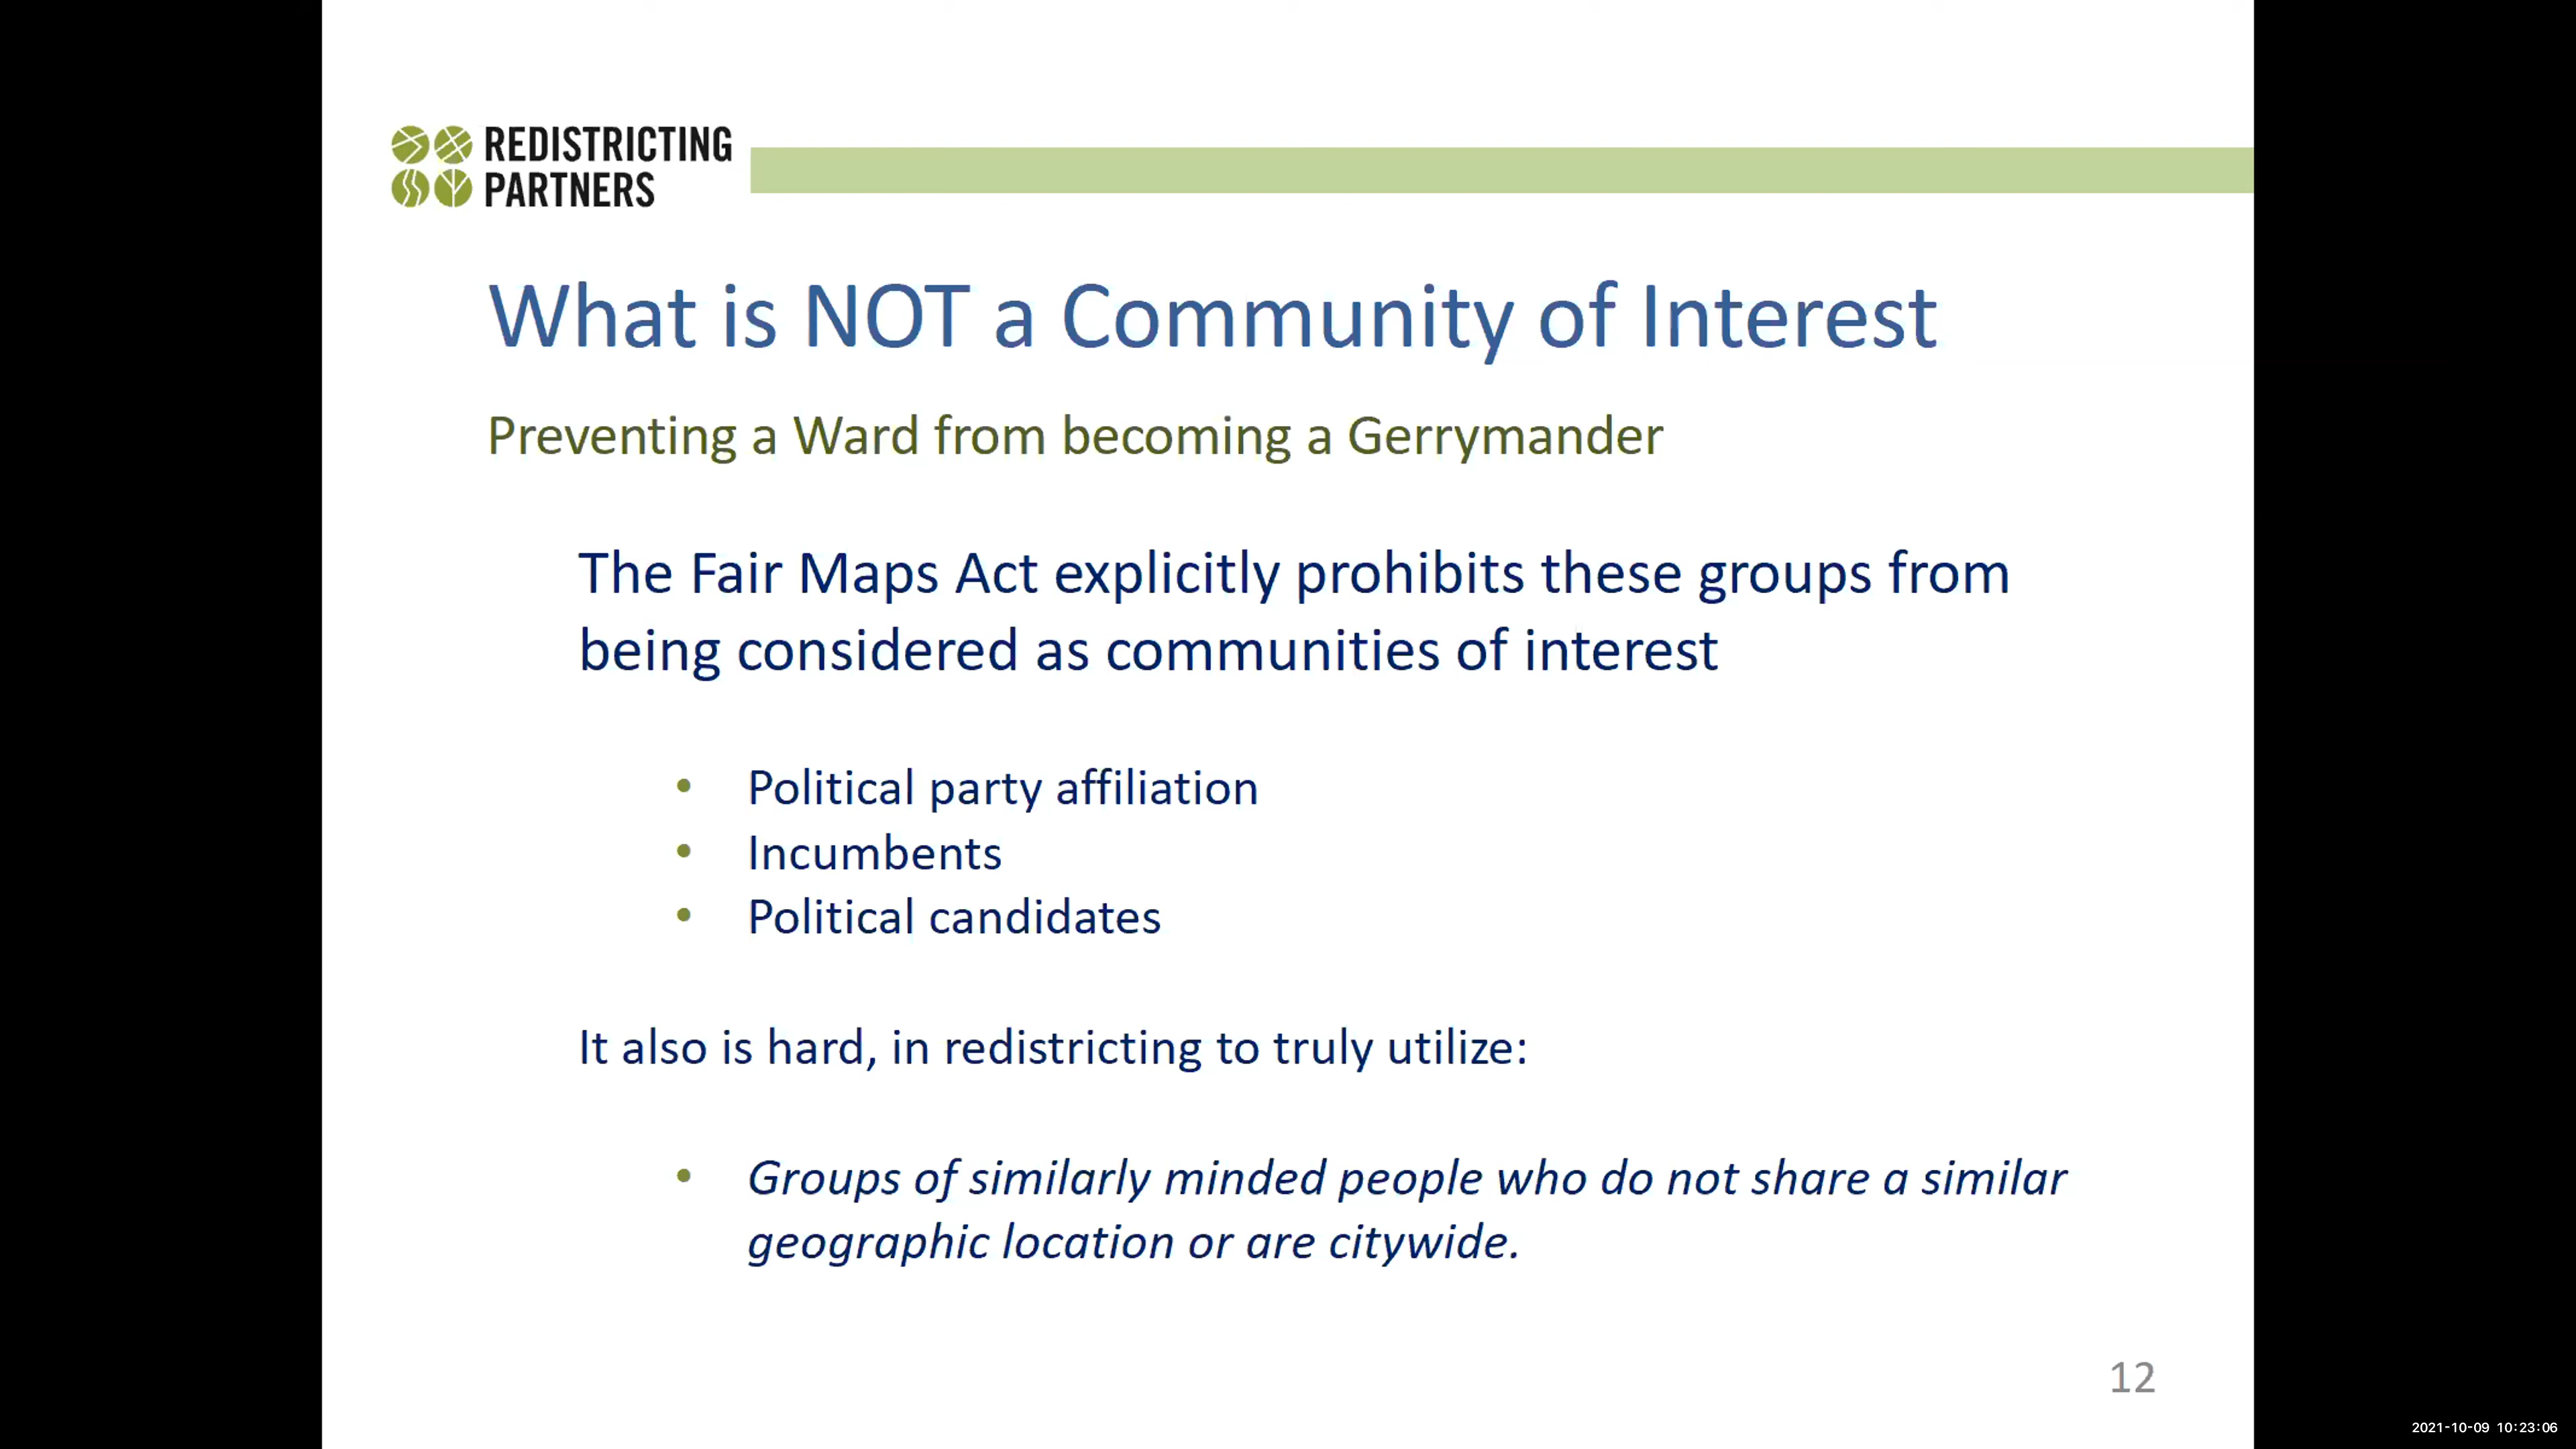 REDISTRICTING
PARTNERS
What is NOT a Community of Interest
Preventing a Ward from becoming a Gerrymander
The Fair Maps Act explicitly prohibits these groups from
being considered as communities of interest
• Political party affiliation
• Incumbents
• Political candidates
It also is hard, in redistricting to truly utilize:
• Groups of similarly minded people who do not share a similar
geographic location or are citywide.
12
2021-10-09 10:23:06